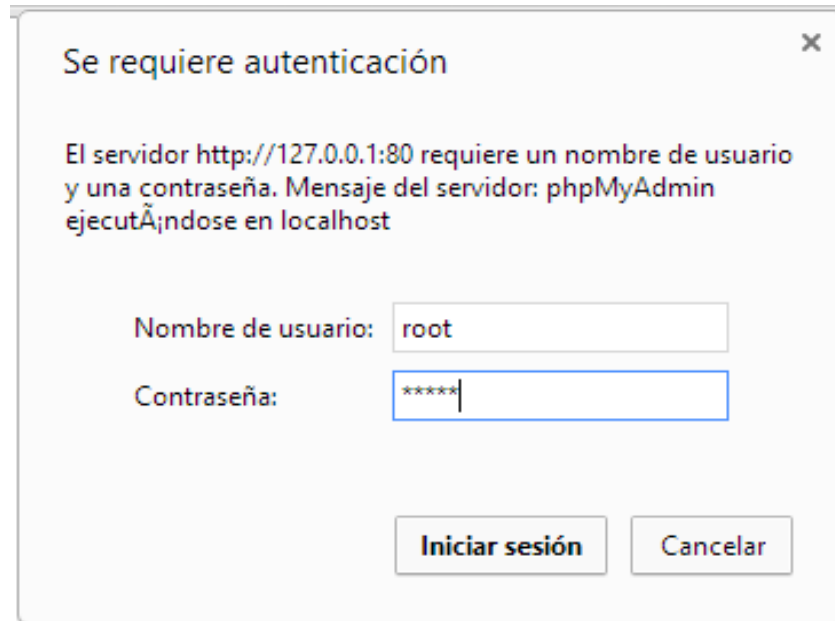 Se requiere autenticación
El servidor http://127.0.0.1:80 requiere un nombre de usuario
y una contraseña. Mensaje del servidor: phpMyAdmin
ejecutÃ¡ndose en localhost
Nombre de usuario: root
Contraseña: *****
Iniciar sesión Cancelar